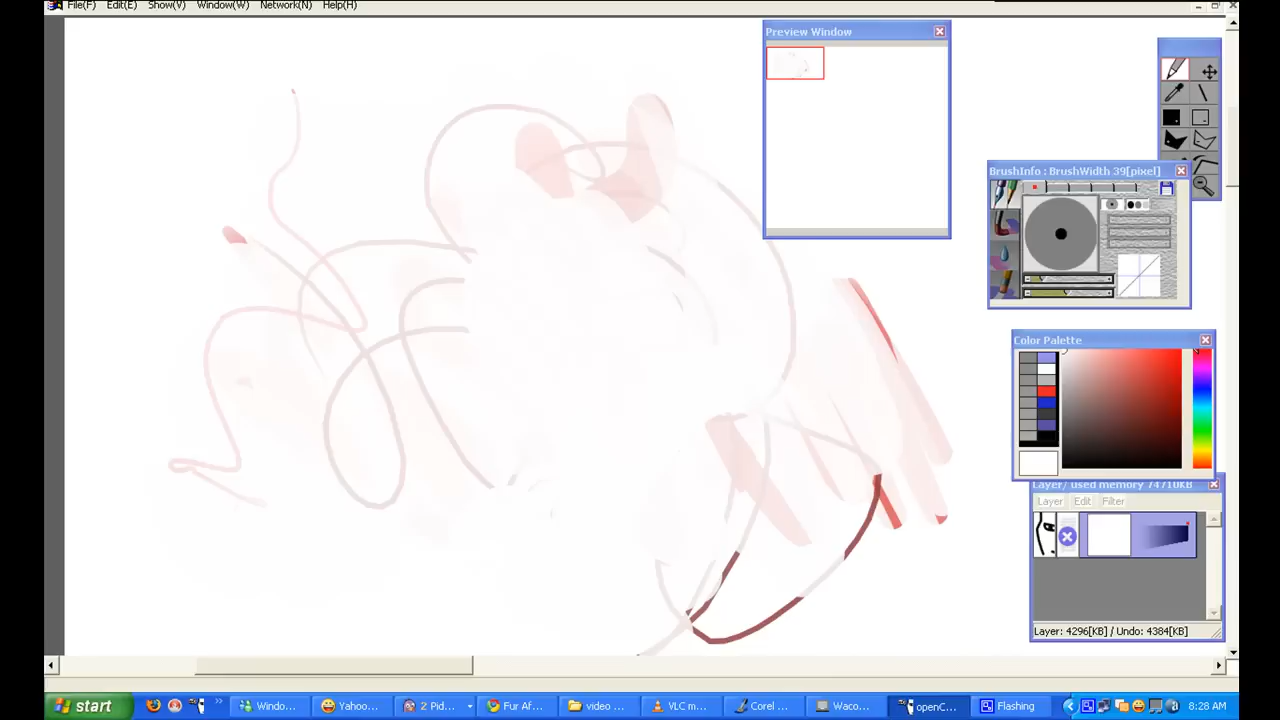 File(F) Edit(E) Show(V) Window(W) Network(N) Help(H)
Preview Window
BrushInfo : BrushWidth 39[pixel]
Color Palette
Layer/ used memory 74710KB
Layer Edit Filter
Layer: 4296[KB] / Undo: 4384[KB]
start
Windo...
Yahoo...
2 Pid...
Fur Af...
video ...
VLC m...
Corel ...
Waco...
openC...
Flashing
8:28 AM